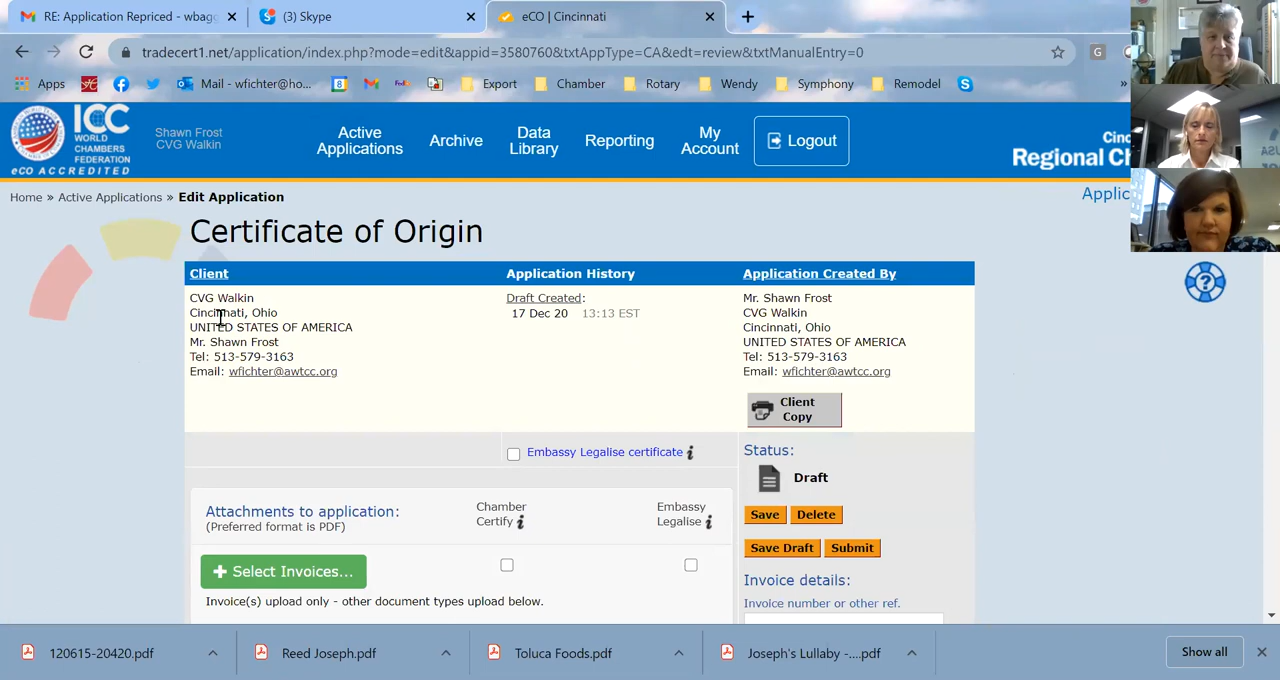 RE: Application Repriced - wbag
(3) Skype
eCO | Cincinnati
tradecert1.net/application/index.php?mode=edit&appid=3580760&txtAppType=CA&edt=review&txtManualEntry=0
G
Apps
Mail - wfichter@ho...
8
Export
Chamber
Rotary
Wendy
Symphony
Remodel
»
ICC
WORLD
CHAMBERS
FEDERATION
eCO ACCREDITED
Shawn Frost
CVG Walkin
Active
Applications
Archive
Data
Library
Reporting
My
Account
Logout
Cinc
Regional Ch
Home » Active Applications » Edit Application
Applic
Certificate of Origin
Client
Application History
Application Created By
CVG Walkin
Cincinnati, Ohio
UNITED STATES OF AMERICA
Mr. Shawn Frost
Tel: 513-579-3163
Email: wfichter@awtcc.org
Draft Created:
17 Dec 20 13:13 EST
Mr. Shawn Frost
CVG Walkin
Cincinnati, Ohio
UNITED STATES OF AMERICA
Tel: 513-579-3163
Email: wfichter@awtcc.org
Client
Copy
Embassy Legalise certificate i
Status:
Draft
Attachments to application:
(Preferred format is PDF)
Chamber
Certify i
Embassy
Legalise i
Save
Delete
Save Draft
Submit
+ Select Invoices...
Invoice(s) upload only - other document types upload below.
Invoice details:
Invoice number or other ref.
?
120615-20420.pdf
Reed Joseph.pdf
Toluca Foods.pdf
Joseph's Lullaby -....pdf
Show all